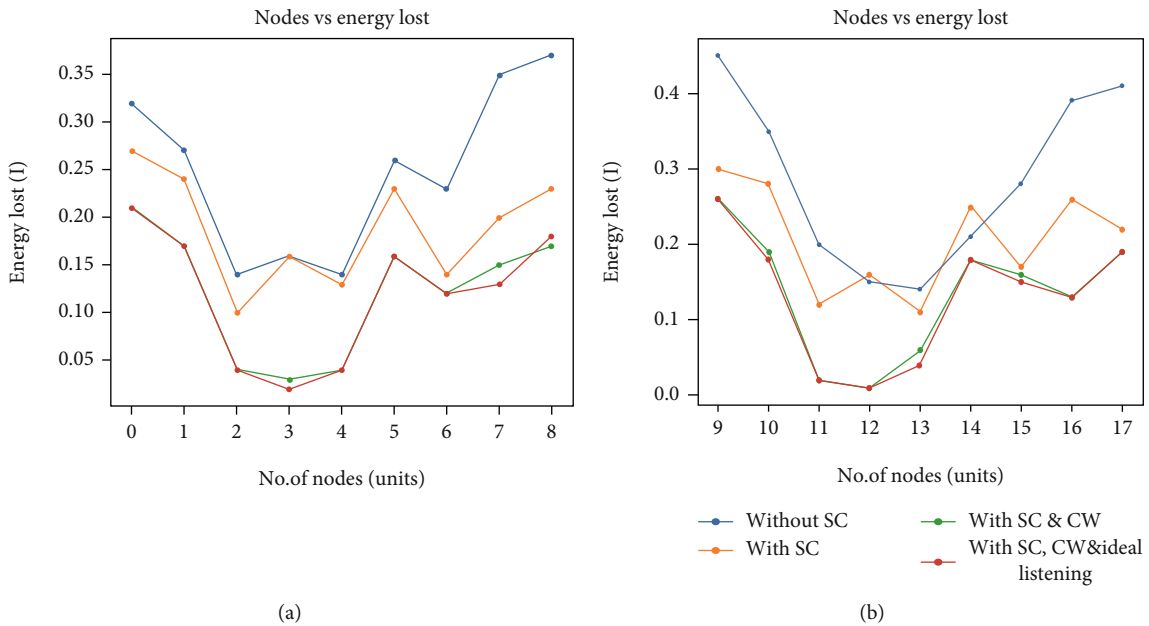 Nodes vs energy lost
0.35
0.30
0.25
0.20
0.15
0.10
0.05
Energy lost (I)
0 1 2 3 4 5 6 7 8
No.of nodes (units)
(a)
Nodes vs energy lost
0.4
0.3
0.2
0.1
0.0
Energy lost (I)
9 10 11 12 13 14 15 16 17
No.of nodes (units)
Without SC
With SC
With SC & CW
With SC, CW&ideal
listening
(b)